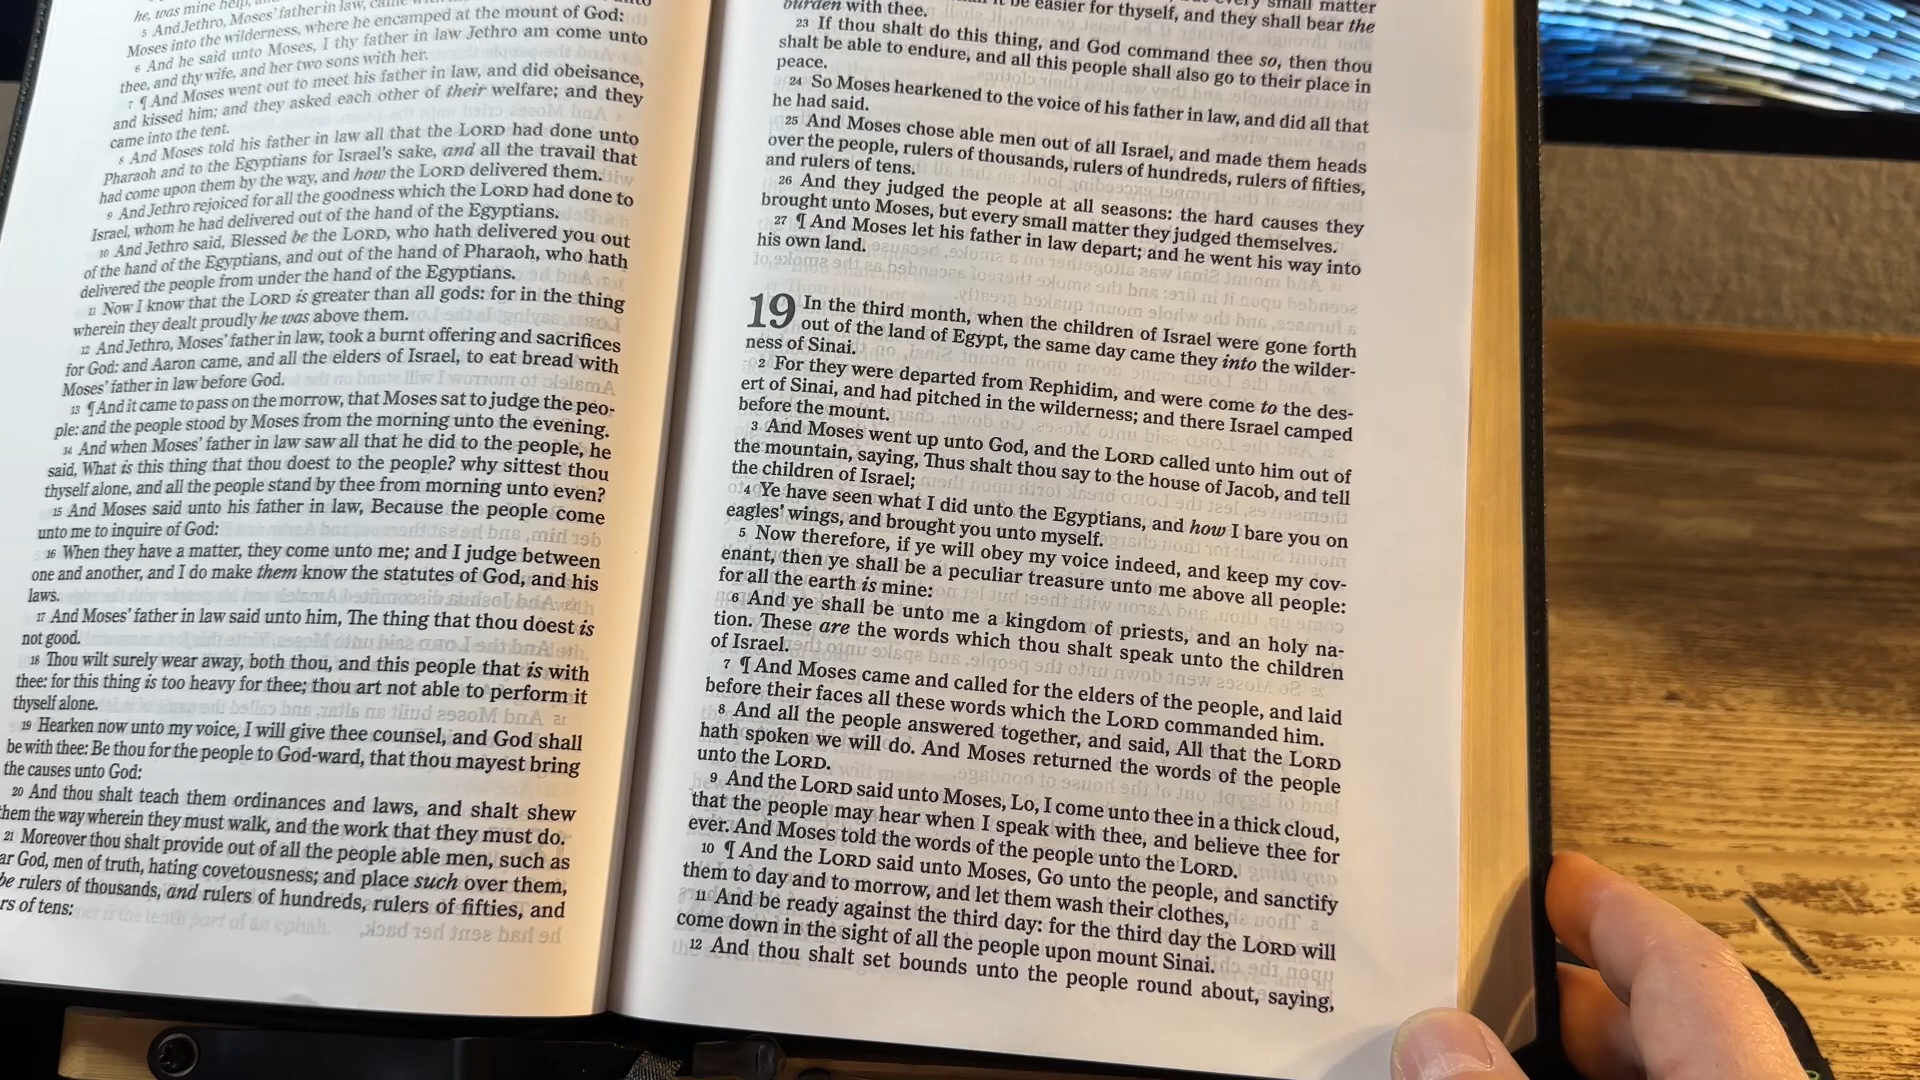 he, was mine help,
5 And Jethro, Moses' father in law, came
Moses into the wilderness, where he encamped at the mount of God:
6 And he said unto Moses, I thy father in law Jethro am come unto
thee, and thy wife, and her two sons with her.
7 ¶ And Moses went out to meet his father in law, and did obeisance,
and kissed him; and they asked each other of their welfare; and they
came into the tent.
8 And Moses told his father in law all that the LORD had done unto
Pharaoh and to the Egyptians for Israel's sake, and all the travail that
had come upon them by the way, and how the LORD delivered them.
9 And Jethro rejoiced for all the goodness which the LORD had done to
Israel, whom he had delivered out of the hand of the Egyptians.
10 And Jethro said, Blessed be the LORD, who hath delivered you out
of the hand of the Egyptians, and out of the hand of Pharaoh, who hath
delivered the people from under the hand of the Egyptians.
11 Now I know that the LORD is greater than all gods: for in the thing
wherein they dealt proudly he was above them.
12 And Jethro, Moses' father in law, took a burnt offering and sacrifices
for God: and Aaron came, and all the elders of Israel, to eat bread with
Moses' father in law before God.
13 ¶ And it came to pass on the morrow, that Moses sat to judge the peo-
ple: and the people stood by Moses from the morning unto the evening.
14 And when Moses' father in law saw all that he did to the people, he
said, What is this thing that thou doest to the people? why sittest thou
thyself alone, and all the people stand by thee from morning unto even?
15 And Moses said unto his father in law, Because the people come
unto me to inquire of God:
16 When they have a matter, they come unto me; and I judge between
one and another, and I do make them know the statutes of God, and his
laws.
17 And Moses' father in law said unto him, The thing that thou doest is
not good.
18 Thou wilt surely wear away, both thou, and this people that is with
thee: for this thing is too heavy for thee; thou art not able to perform it
thyself alone.
19 Hearken now unto my voice, I will give thee counsel, and God shall
be with thee: Be thou for the people to God-ward, that thou mayest bring
the causes unto God:
20 And thou shalt teach them ordinances and laws, and shalt shew
them the way wherein they must walk, and the work that they must do.
21 Moreover thou shalt provide out of all the people able men, such as
ar God, men of truth, hating covetousness; and place such over them,
be rulers of thousands, and rulers of hundreds, rulers of fifties, and
rs of tens:
small matter
be easier for thyself, and they shall bear the
burden with thee.
23 If thou shalt do this thing, and God command thee so, then thou
shalt be able to endure, and all this people shall also go to their place in
peace.
24 So Moses hearkened to the voice of his father in law, and did all that
he had said.
25 And Moses chose able men out of all Israel, and made them heads
over the people, rulers of thousands, rulers of hundreds, rulers of fifties,
and rulers of tens.
26 And they judged the people at all seasons: the hard causes they
brought unto Moses, but every small matter they judged themselves.
27 ¶ And Moses let his father in law depart; and he went his way into
his own land.
19 In the third month, when the children of Israel were gone forth
out of the land of Egypt, the same day came they into the wilder-
ness of Sinai.
2 For they were departed from Rephidim, and were come to the des-
ert of Sinai, and had pitched in the wilderness; and there Israel camped
before the mount.
3 And Moses went up unto God, and the LORD called unto him out of
the mountain, saying, Thus shalt thou say to the house of Jacob, and tell
the children of Israel;
4 Ye have seen what I did unto the Egyptians, and how I bare you on
eagles' wings, and brought you unto myself.
5 Now therefore, if ye will obey my voice indeed, and keep my cov-
enant, then ye shall be a peculiar treasure unto me above all people:
for all the earth is mine:
6 And ye shall be unto me a kingdom of priests, and an holy na-
tion. These are the words which thou shalt speak unto the children
of Israel.
7 ¶ And Moses came and called for the elders of the people, and laid
before their faces all these words which the LORD commanded him.
8 And all the people answered together, and said, All that the LORD
hath spoken we will do. And Moses returned the words of the people
unto the LORD.
9 And the LORD said unto Moses, Lo, I come unto thee in a thick cloud,
that the people may hear when I speak with thee, and believe thee for
ever. And Moses told the words of the people unto the LORD.
10 ¶ And the LORD said unto Moses, Go unto the people, and sanctify
them to day and to morrow, and let them wash their clothes,
11 And be ready against the third day: for the third day the LORD will
come down in the sight of all the people upon mount Sinai.
12 And thou shalt set bounds unto the people round about, saying,